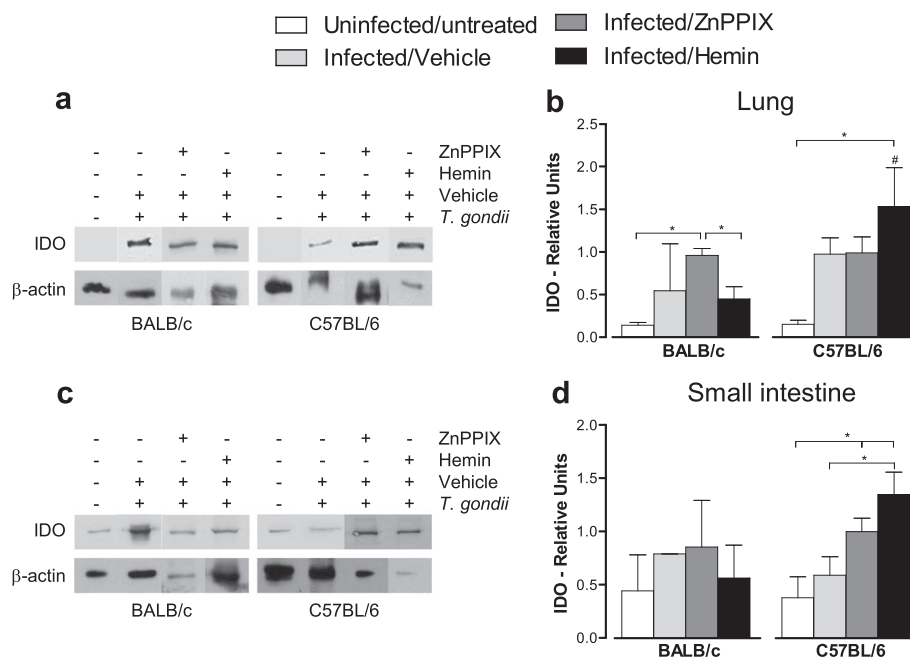 Uninfected/untreated
Infected/Vehicle
Infected/ZnPPIX
Infected/Hemin
a
- - + - - - + - ZnPPIX
- - - + - - - + Hemin
- + + + - + + + Vehicle
- + + + - + + + T. gondii
IDO
β-actin
BALB/c C57BL/6
b
Lung
IDO - Relative Units
2.5
2.0
1.5
1.0
0.5
0.0
* * * #
BALB/c C57BL/6
c
- - + - - - + - ZnPPIX
- - - + - - - + Hemin
- + + + - + + + Vehicle
- + + + - + + + T. gondii
IDO
β-actin
BALB/c C57BL/6
d
Small intestine
IDO - Relative Units
2.0
1.5
1.0
0.5
0.0
*
*
BALB/c C57BL/6